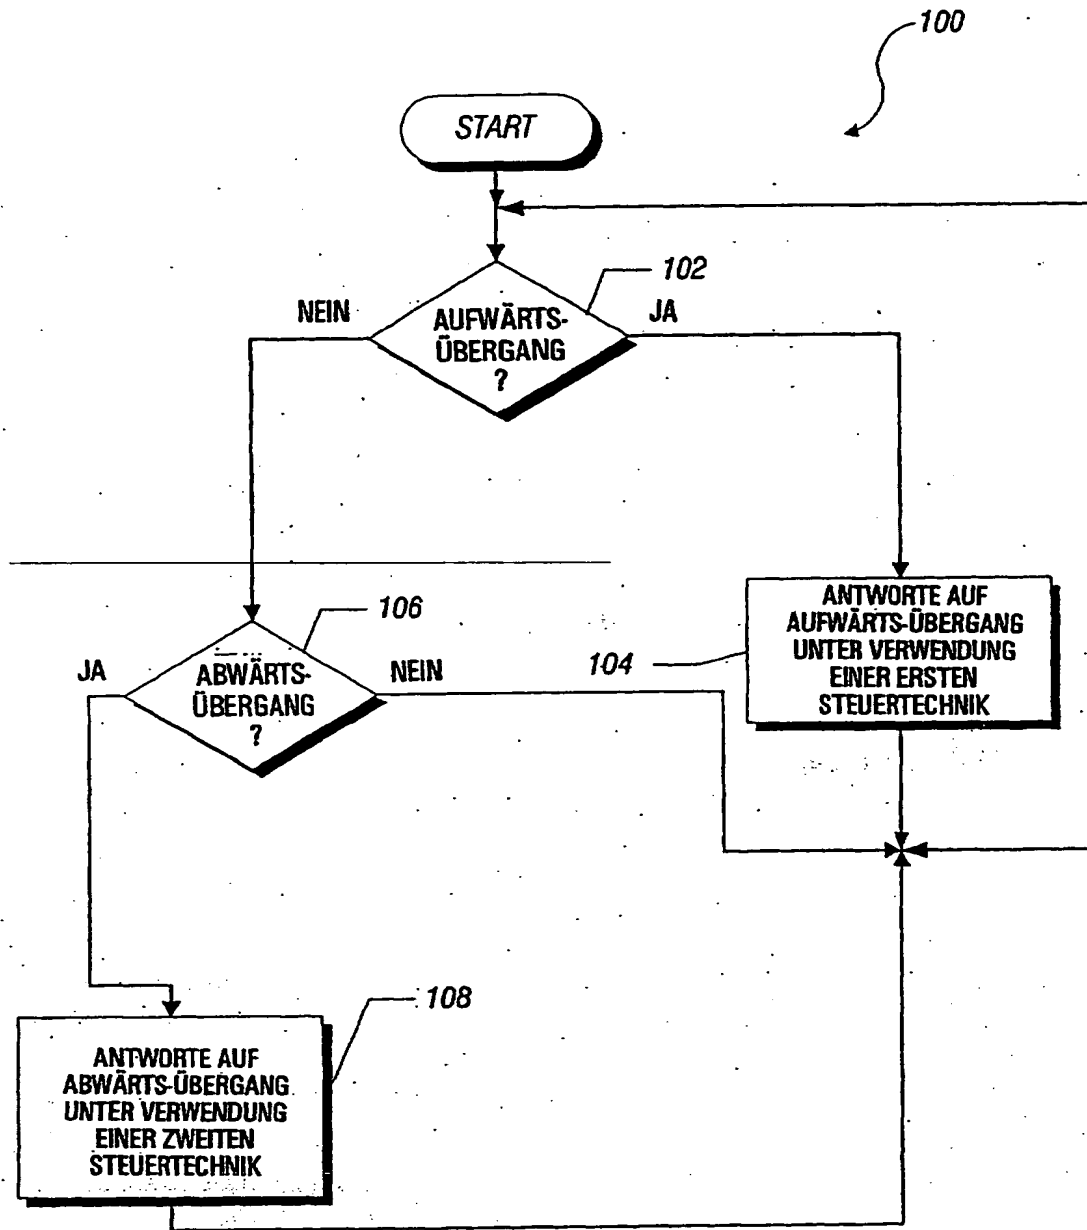 100
START
102
NEIN
JA
AUFWÄRTS-
ÜBERGANG
?
106
JA
NEIN
ABWÄRTS-
ÜBERGANG
?
104
ANTWORTE AUF
AUFWÄRTS-ÜBERGANG
UNTER VERWENDUNG
EINER ERSTEN
STEUERTECHNIK
108
ANTWORTE AUF
ABWÄRTS-ÜBERGANG
UNTER VERWENDUNG
EINER ZWEITEN
STEUERTECHNIK